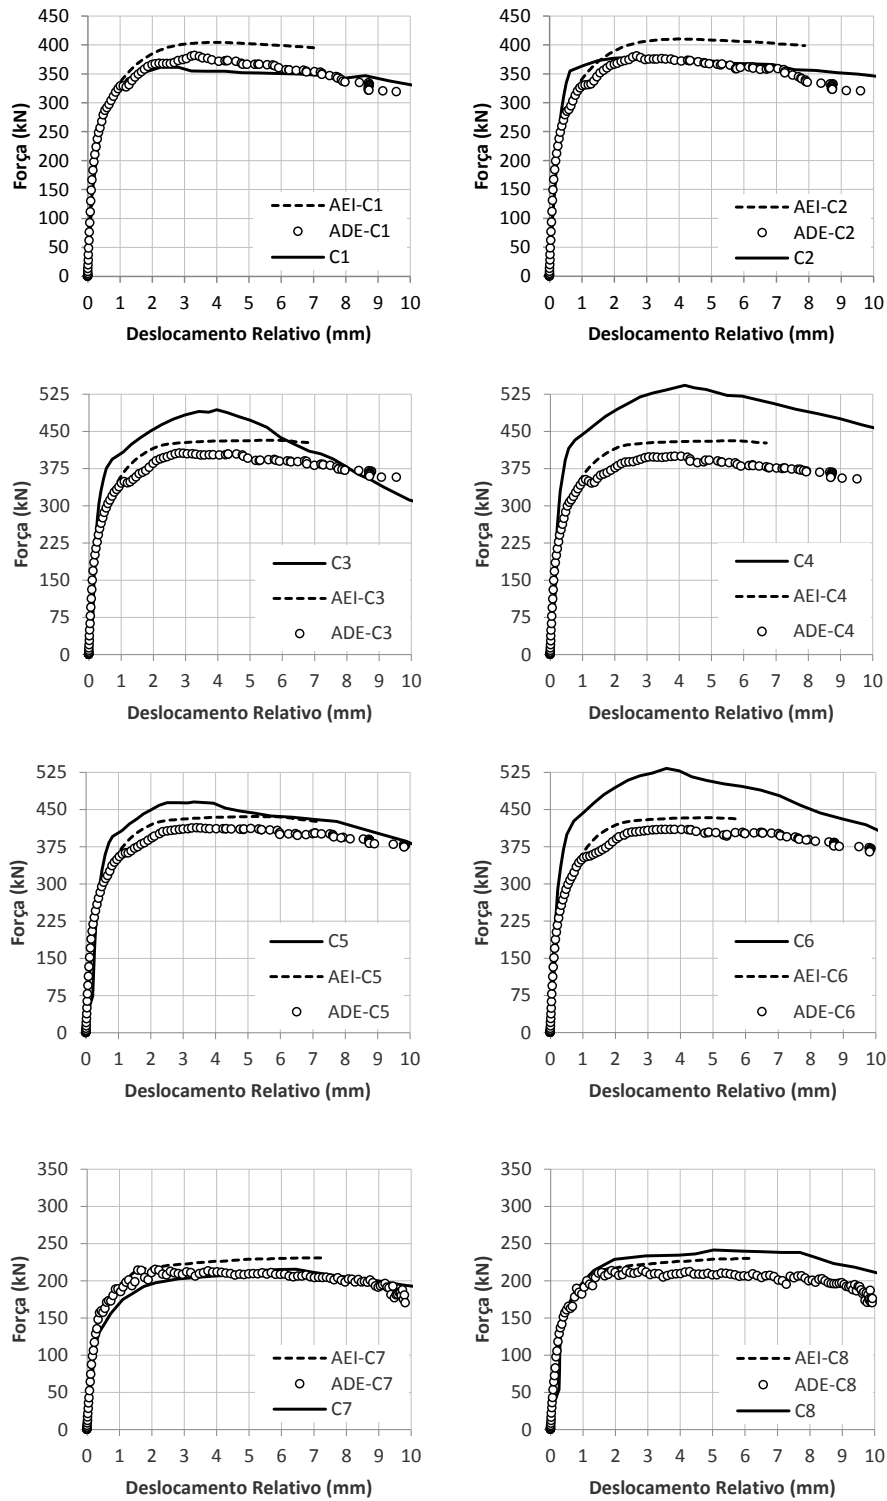 Força (kN)
450
400
350
300
250
200
150
100
50
0
AEI-C1
ADE-C1
C1
0 1 2 3 4 5 6 7 8 9 10
Deslocamento Relativo (mm)
Força (kN)
450
400
350
300
250
200
150
100
50
0
AEI-C2
ADE-C2
C2
0 1 2 3 4 5 6 7 8 9 10
Deslocamento Relativo (mm)
Força (kN)
525
450
375
300
225
150
75
0
C3
AEI-C3
ADE-C3
0 1 2 3 4 5 6 7 8 9 10
Deslocamento Relativo (mm)
Força (kN)
525
450
375
300
225
150
75
0
C4
AEI-C4
ADE-C4
0 1 2 3 4 5 6 7 8 9 10
Deslocamento Relativo (mm)
Força (kN)
525
450
375
300
225
150
75
0
C5
AEI-C5
ADE-C5
0 1 2 3 4 5 6 7 8 9 10
Deslocamento Relativo (mm)
Força (kN)
525
450
375
300
225
150
75
0
C6
AEI-C6
ADE-C6
0 1 2 3 4 5 6 7 8 9 10
Deslocamento Relativo (mm)
Força (kN)
350
300
250
200
150
100
50
0
AEI-C7
ADE-C7
C7
0 1 2 3 4 5 6 7 8 9 10
Deslocamento Relativo (mm)
Força (kN)
350
300
250
200
150
100
50
0
AEI-C8
ADE-C8
C8
0 1 2 3 4 5 6 7 8 9 10
Deslocamento Relativo (mm)